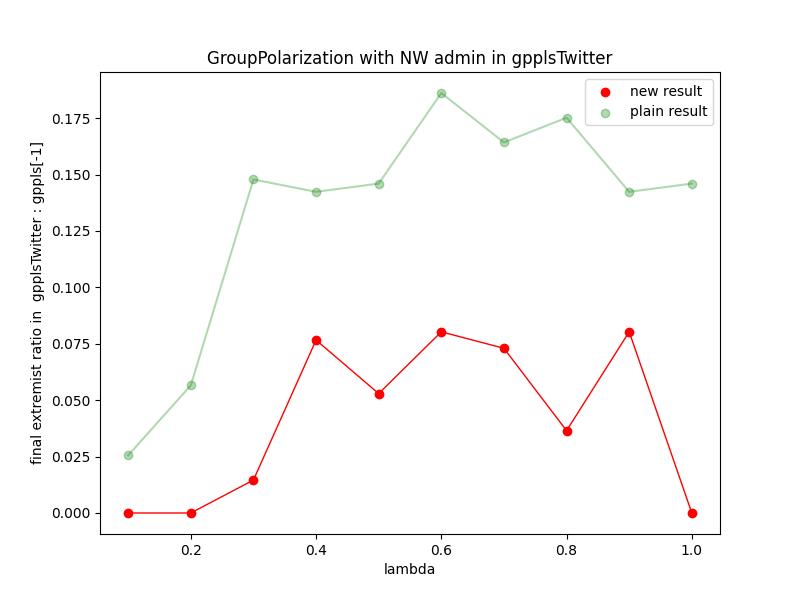 GroupPolarization with NW admin in gpplsTwitter
new result
plain result
final extremist ratio in  gpplsTwitter : gppls[-1]
0.175
0.150
0.125
0.100
0.075
0.050
0.025
0.000
0.2 0.4 0.6 0.8 1.0
lambda